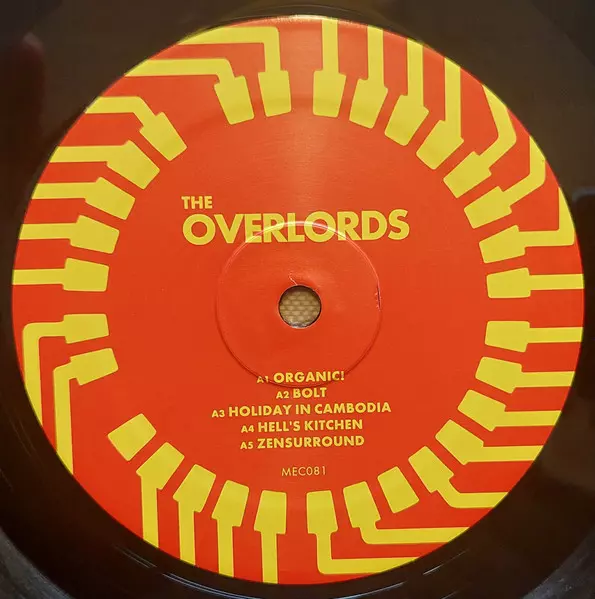 THE
OVERLORDS
A1 ORGANIC!
A2 BOLT
A3 HOLIDAY IN CAMBODIA
A4 HELL'S KITCHEN
A5 ZENSURROUND
MEC081